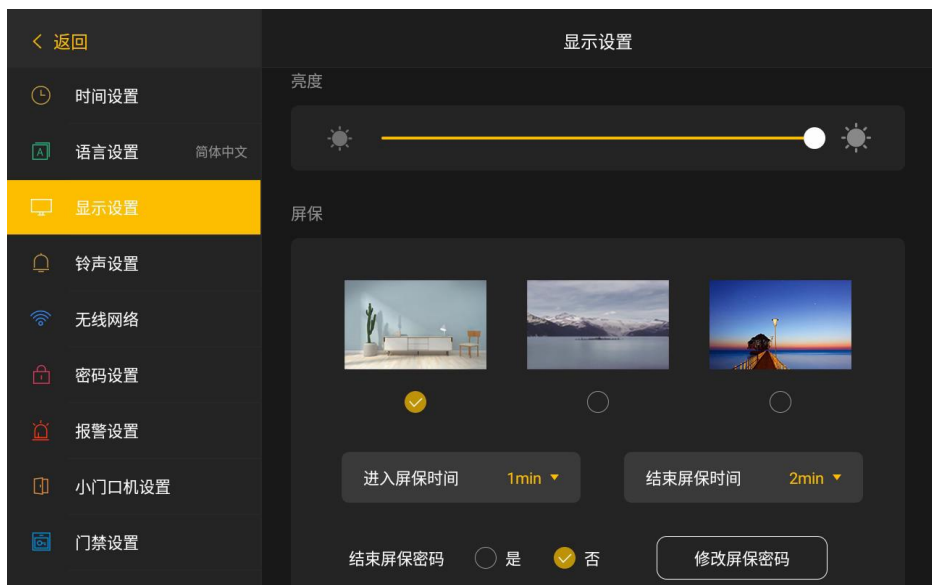 返回
显示设置
时间设置
语言设置 简体中文
显示设置
铃声设置
无线网络
密码设置
报警设置
小门口机设置
门禁设置
亮度
屏保
进入屏保时间 1min
结束屏保时间 2min
结束屏保密码 是 否 修改屏保密码